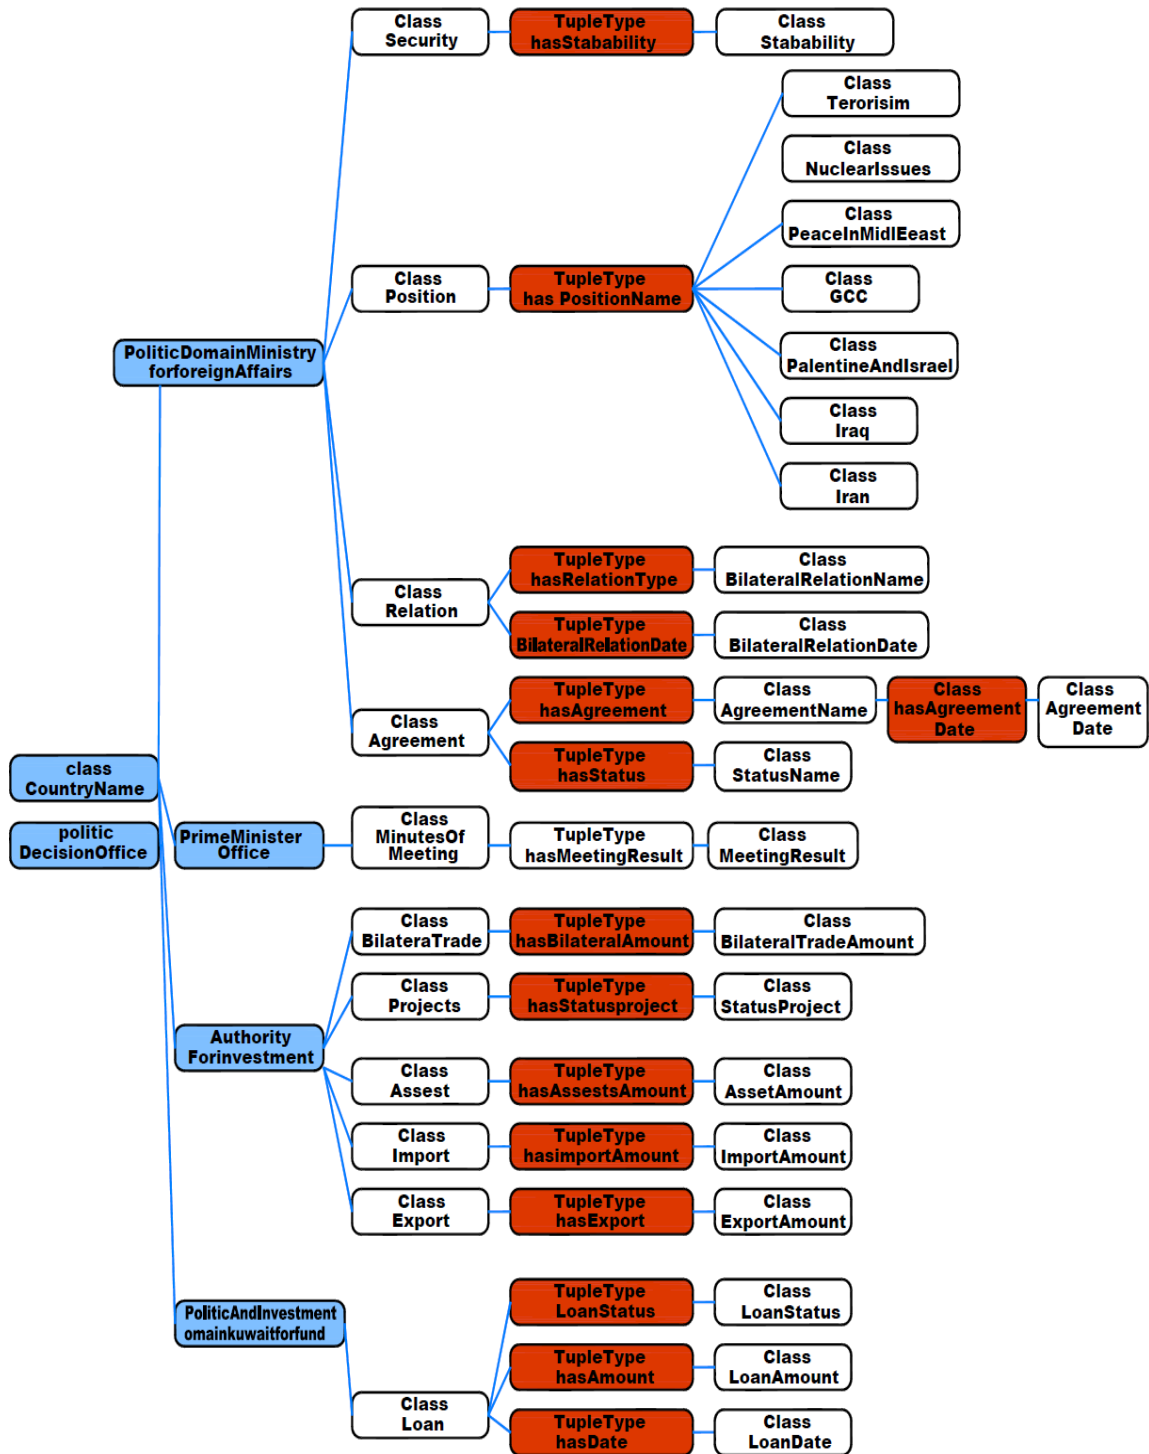 Class
Security
TupleType
hasStabability
Class
Stabability
Class
Terorisim
Class
NuclearIssues
Class
PeaceInMidlEeast
Class
Position
TupleType
has PositionName
Class
GCC
PoliticDomainMinistry
forforeignAffairs
Class
PalentineAndIsrael
Class
Iraq
Class
Iran
Class
Relation
TupleType
hasRelationType
Class
BilateralRelationName
TupleType
BilateralRelationDate
Class
BilateralRelationDate
Class
Agreement
TupleType
hasAgreement
Class
AgreementName
Class
hasAgreement
Date
Class
Agreement
Date
TupleType
hasStatus
Class
StatusName
class
CountryName
politic
DecisionOffice
PrimeMinister
Office
Class
MinutesOf
Meeting
TupleType
hasMeetingResult
Class
MeetingResult
Class
BilateraTrade
TupleType
hasBilateralAmount
Class
BilateralTradeAmount
Class
Projects
TupleType
hasStatusproject
Class
StatusProject
Authority
Forinvestment
Class
Assest
TupleType
hasAssestsAmount
Class
AssetAmount
Class
Import
TupleType
hasimportAmount
Class
ImportAmount
Class
Export
TupleType
hasExport
Class
ExportAmount
PoliticAndInvestment
omainkuwaitforfund
Class
Loan
TupleType
LoanStatus
Class
LoanStatus
TupleType
hasAmount
Class
LoanAmount
TupleType
hasDate
Class
LoanDate